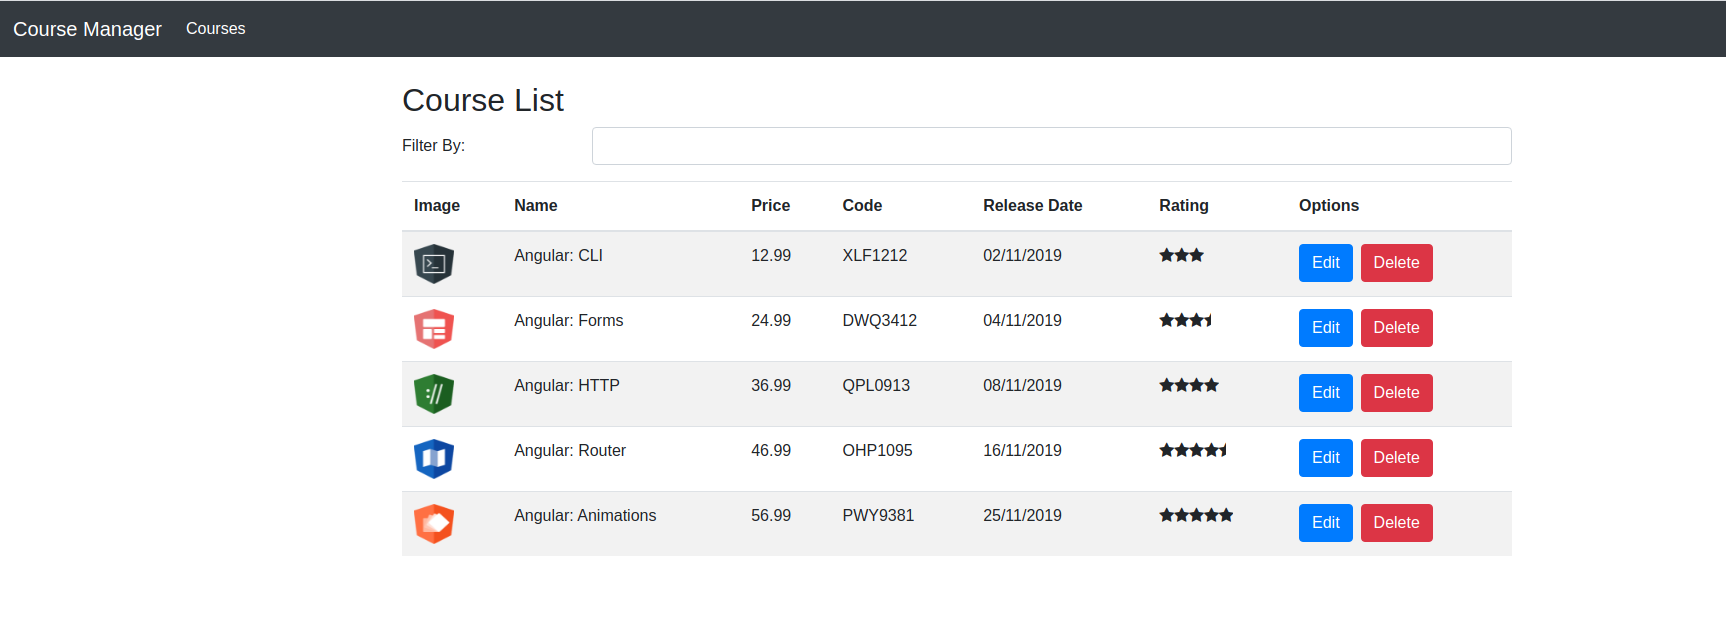 Course Manager Courses
Course List
Filter By:
Image Name Price Code Release Date Rating Options
Angular: CLI 12.99 XLF1212 02/11/2019 Edit Delete
Angular: Forms 24.99 DWQ3412 04/11/2019 Edit Delete
Angular: HTTP 36.99 QPL0913 08/11/2019 Edit Delete
Angular: Router 46.99 OHP1095 16/11/2019 Edit Delete
Angular: Animations 56.99 PWY9381 25/11/2019 Edit Delete